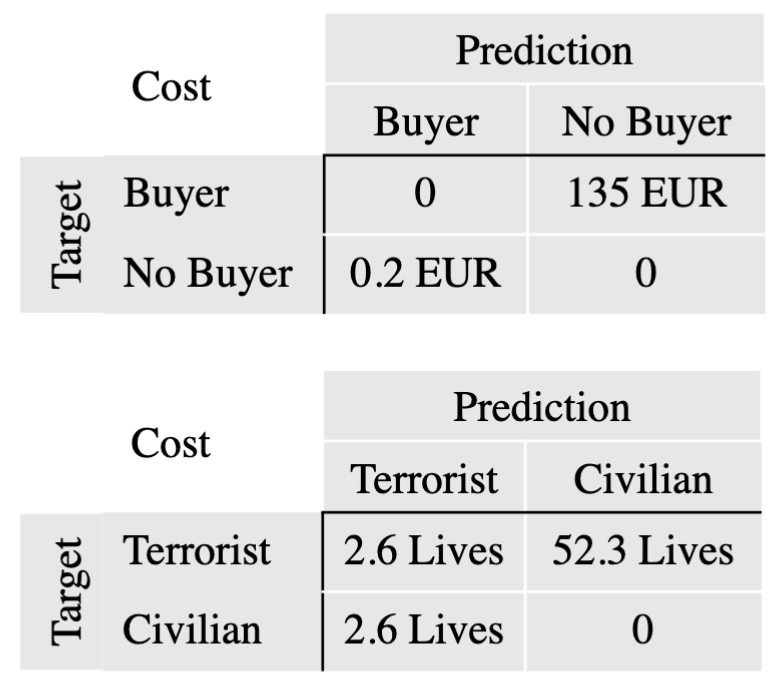 Prediction
Cost
Buyer No Buyer
Target
Buyer 0 135 EUR
No Buyer 0.2 EUR 0
Prediction
Cost
Terrorist Civilian
Target
Terrorist 2.6 Lives 52.3 Lives
Civilian 2.6 Lives 0